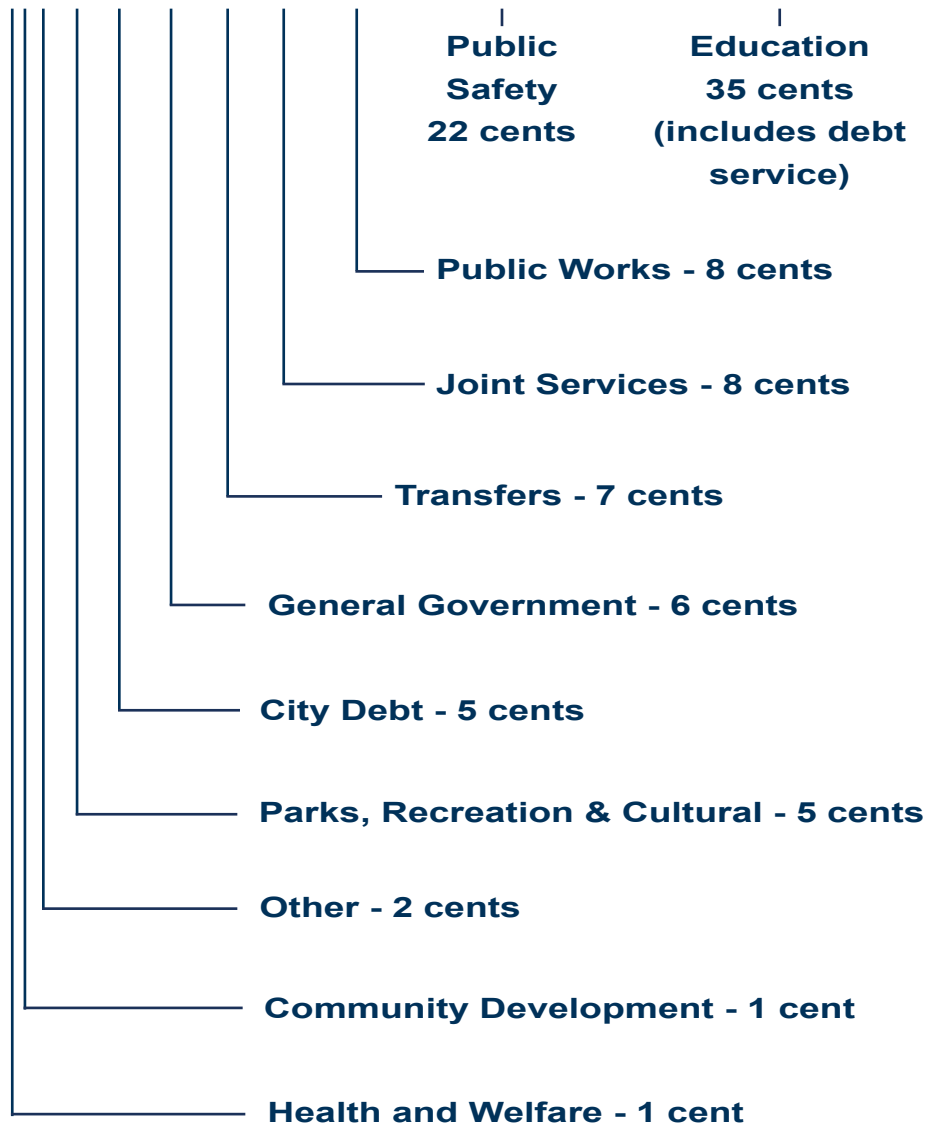 Public
Safety
22 cents
Education
35 cents
(includes debt
service)
Public Works - 8 cents
Joint Services - 8 cents
Transfers - 7 cents
General Government - 6 cents
City Debt - 5 cents
Parks, Recreation & Cultural - 5 cents
Other - 2 cents
Community Development - 1 cent
Health and Welfare - 1 cent